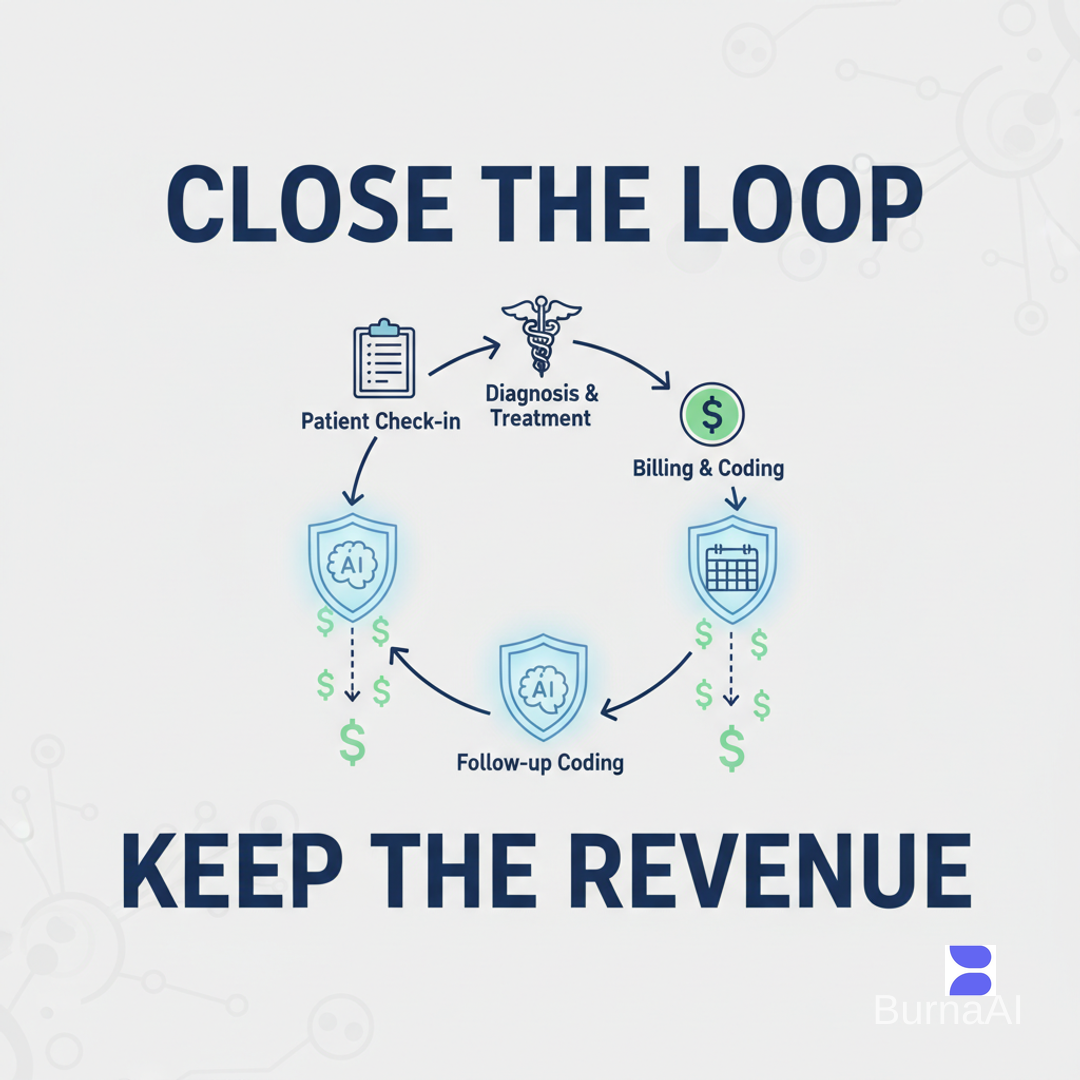 CLOSE THE LOOP
Patient Check-in
Diagnosis &
Treatment
$
Billing & Coding
AI
$ $
$ $
$
AI
Follow-up Coding
$ $
$ $
$
KEEP THE REVENUE
BurnaAI